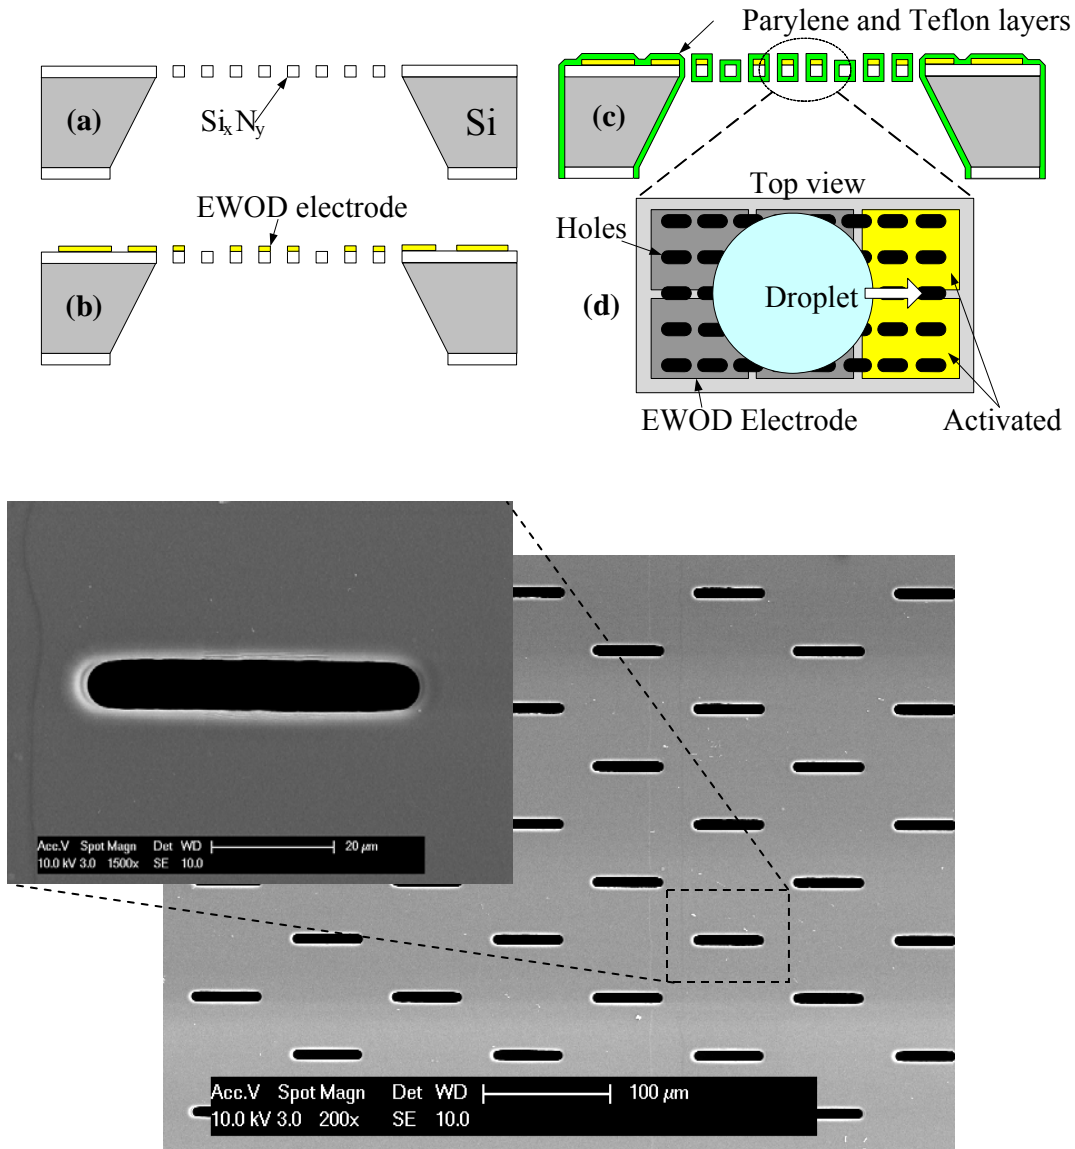 Parylene and Teflon layers
(a)
SixNy
Si
(c)
Top view
EWOD electrode
Holes
(b)
(d)
Droplet
EWOD Electrode
Activated
Acc.V Spot Magn Det WD 20 µm
10.0 kV 3.0 1500x SE 10.0
Acc.V Spot Magn Det WD 100 µm
10.0 kV 3.0 200x SE 10.0